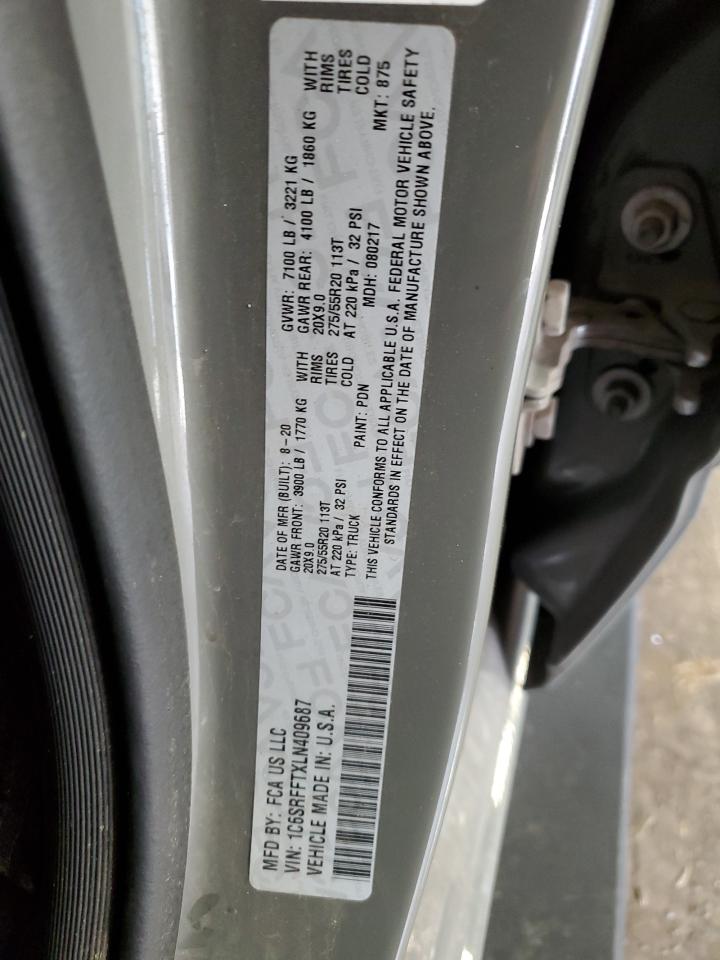 MFD BY: FCA US LLC
VIN: 1C6SRFFTXLN409687
VEHICLE MADE IN: U.S.A.
DATE OF MFR (BUILT): 8-20
GVWR: 7100 LB / 3221 KG
GAWR FRONT: 3900 LB / 1770 KG WITH
GAWR REAR: 4100 LB / 1860 KG WITH
20X9.0 RIMS
20X9.0 RIMS
275/55R20 113T TIRES
275/55R20 113T TIRES
AT 220 kPa / 32 PSI COLD
AT 220 kPa / 32 PSI COLD
TYPE: TRUCK PAINT: PDN MDH: 080217 MKT: 875
THIS VEHICLE CONFORMS TO ALL APPLICABLE U.S.A. FEDERAL MOTOR VEHICLE SAFETY
STANDARDS IN EFFECT ON THE DATE OF MANUFACTURE SHOWN ABOVE.